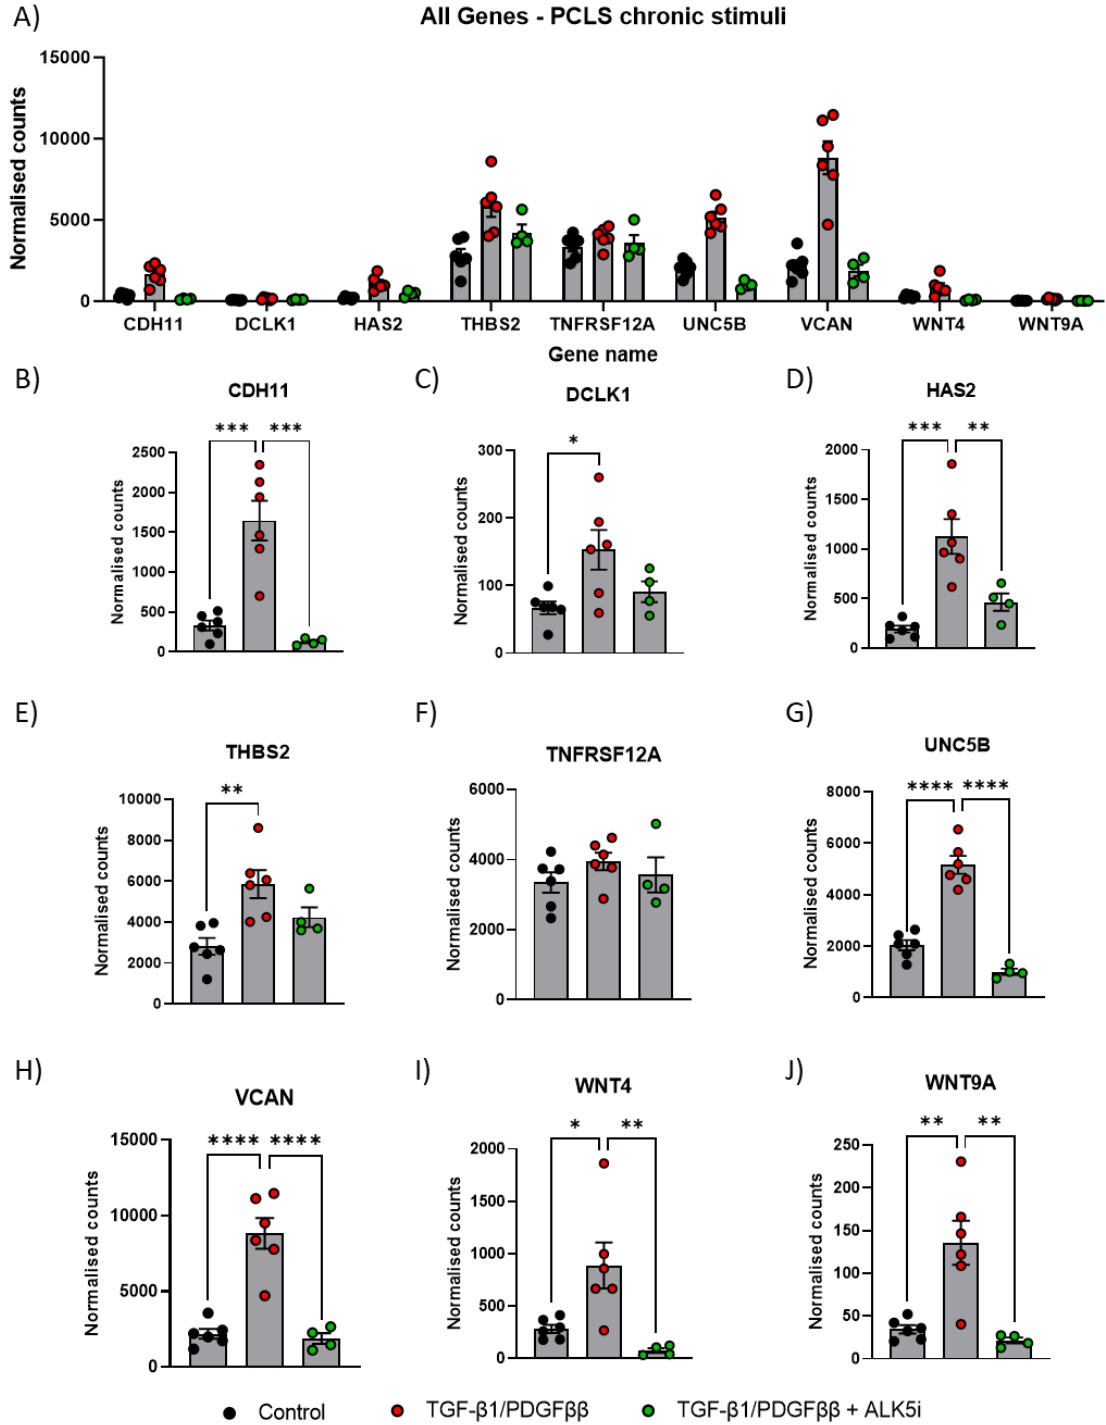 A)
All Genes - PCLS chronic stimuli
Normalised counts
15000
10000
5000
0
CDH11 DCLK1 HAS2 THBS2 TNFRSF12A UNC5B VCAN WNT4 WNT9A
Gene name
B)
CDH11
*** ***
Normalised counts
2500
2000
1500
1000
500
0
C)
DCLK1
*
Normalised counts
300
200
100
0
D)
HAS2
*** **
Normalised counts
2000
1500
1000
500
0
E)
THBS2
**
Normalised counts
10000
8000
6000
4000
2000
0
F)
TNFRSF12A
Normalised counts
6000
4000
2000
0
G)
UNC5B
**** ****
Normalised counts
8000
6000
4000
2000
0
H)
VCAN
**** ****
Normalised counts
15000
10000
5000
0
I)
WNT4
* **
Normalised counts
2000
1500
1000
500
0
J)
WNT9A
** **
Normalised counts
250
200
150
100
50
0
Control TGF-β1/PDGFββ TGF-β1/PDGFββ + ALK5i